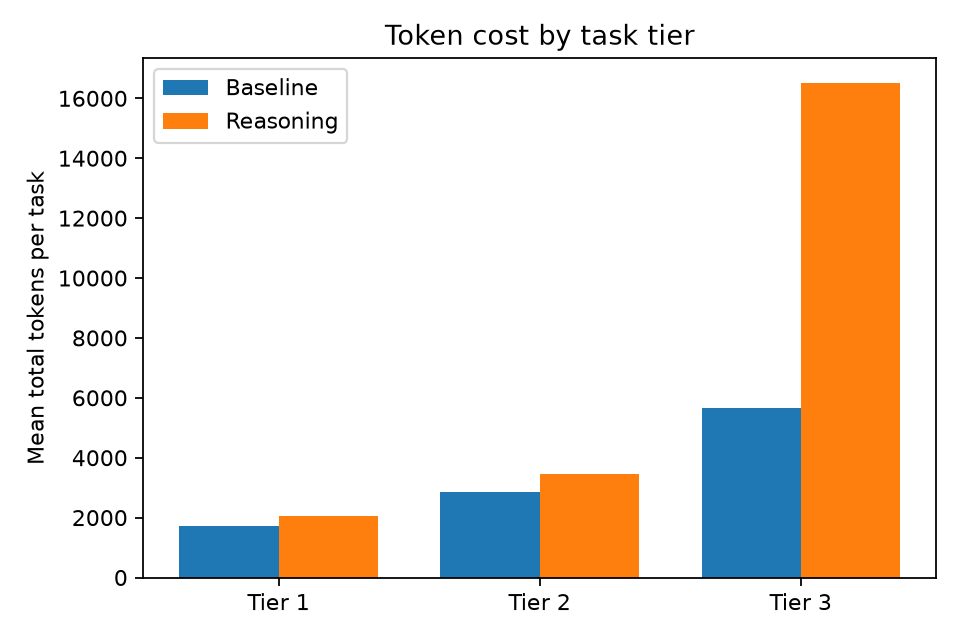 Token cost by task tier
Baseline
Reasoning
Mean total tokens per task
16000
14000
12000
10000
8000
6000
4000
2000
0
Tier 1
Tier 2
Tier 3